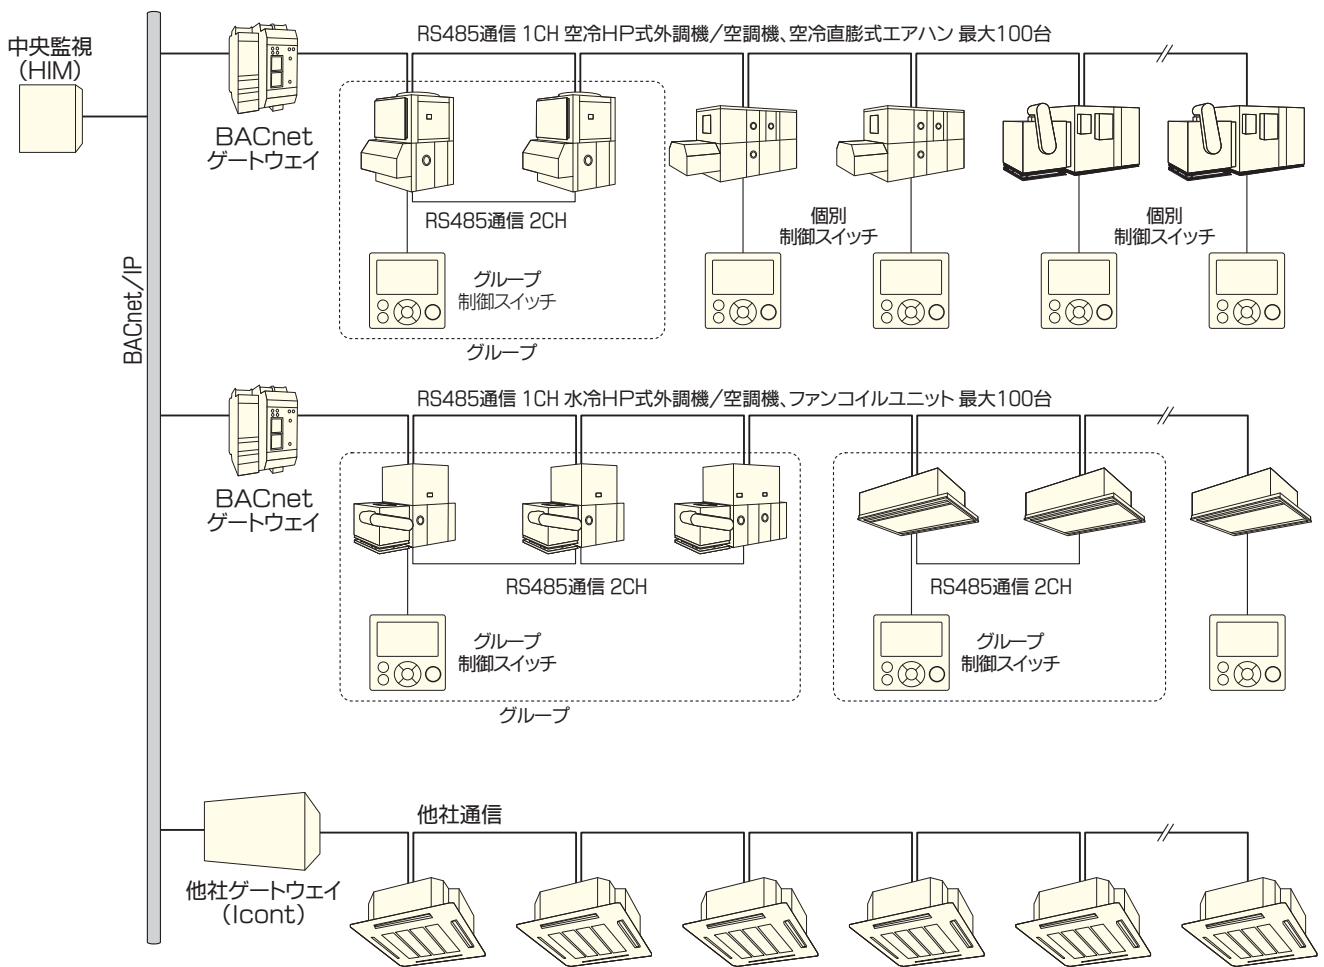 中央監視
（HIM）
BACnet/IP
BACnet
ゲートウェイ
RS485通信 1CH 空冷HP式外調機/空調機、空冷直膨式エアハン 最大100台
RS485通信 2CH
グループ
制御スイッチ
グループ
個別
制御スイッチ
個別
制御スイッチ
BACnet
ゲートウェイ
RS485通信 1CH 水冷HP式外調機/空調機、ファンコイルユニット 最大100台
RS485通信 2CH
グループ
制御スイッチ
グループ
RS485通信 2CH
グループ
制御スイッチ
他社ゲートウェイ
（Icont）
他社通信